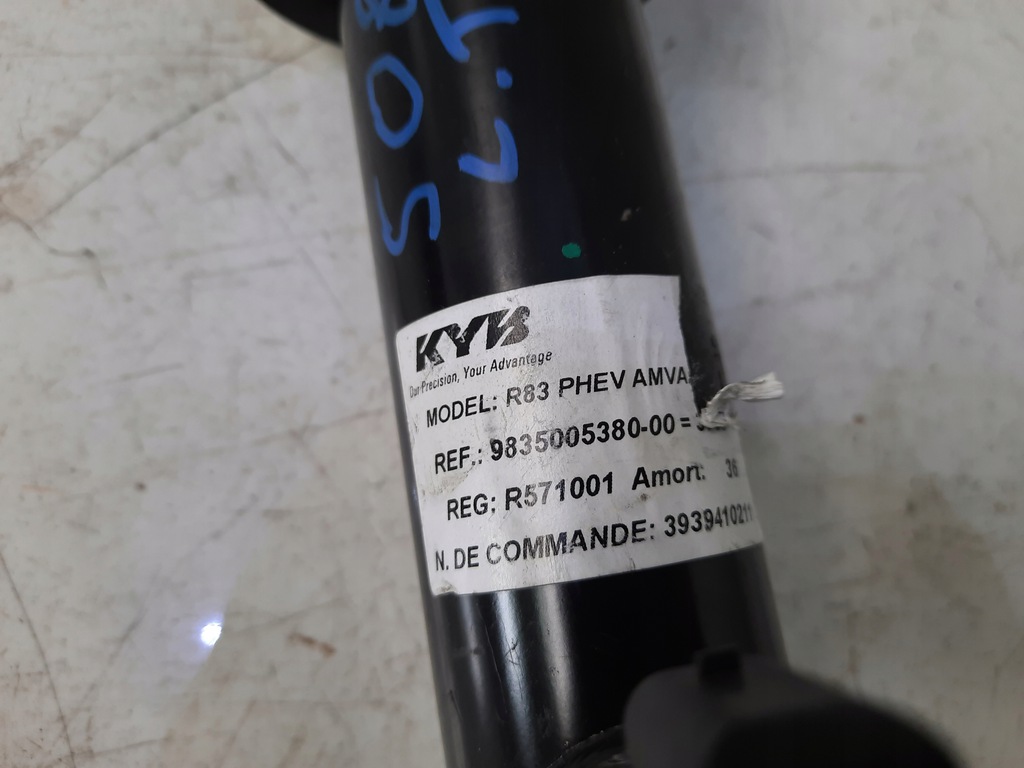 508
L.F
KYB
Our Precision, Your Advantage
MODEL: R83 PHEV AMVA
REF.: 9835005380-00 =
REG: R571001 Amort: 36
N. DE COMMANDE: 3939410211